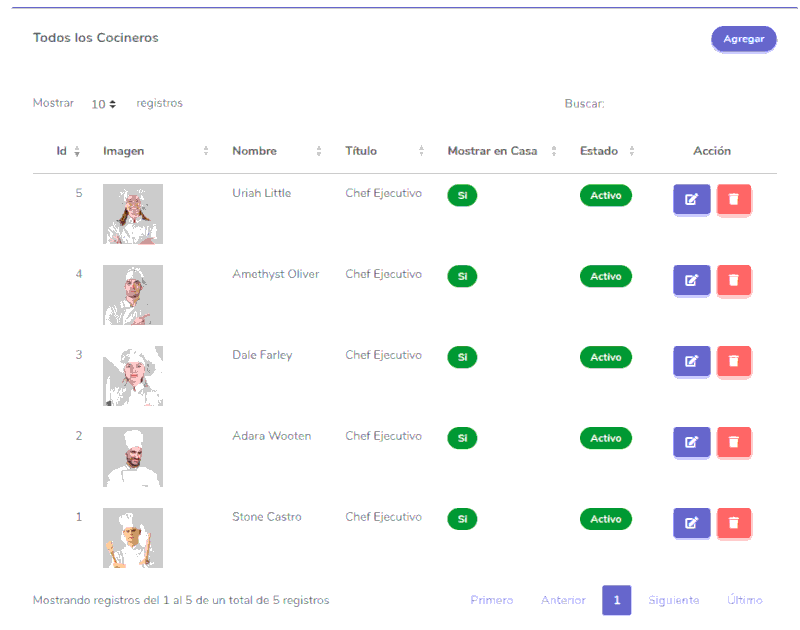 Todos los Cocineros
Agregar
Mostrar 10 registros
Buscar:
Id Imagen Nombre Título Mostrar en Casa Estado Acción
5 Uriah Little Chef Ejecutivo Si Activo
4 Amethyst Oliver Chef Ejecutivo Si Activo
3 Dale Farley Chef Ejecutivo Si Activo
2 Adara Wooten Chef Ejecutivo Si Activo
1 Stone Castro Chef Ejecutivo Si Activo
Mostrando registros del 1 al 5 de un total de 5 registros
Primero Anterior 1 Siguiente Último